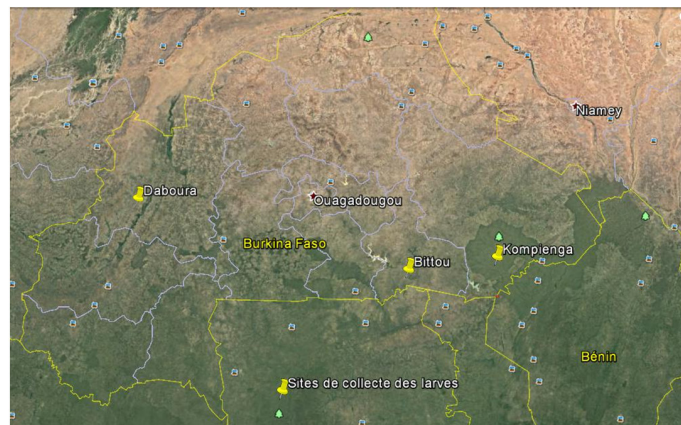 Niamey
Daboura
Ouagadougou
Burkina Faso
Kompienga
Bittou
Bénin
Sites de collecte des larves